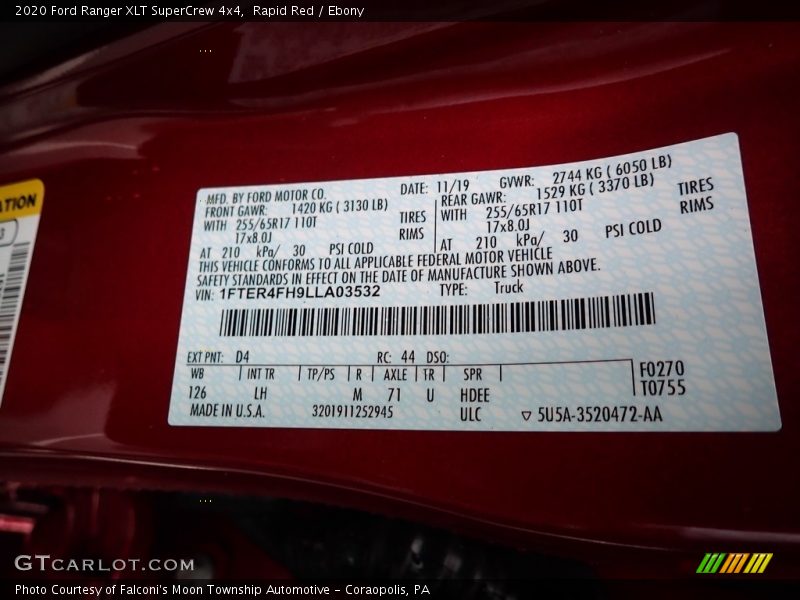 2020 Ford Ranger XLT SuperCrew 4x4,  Rapid Red / Ebony
ATION
MFD. BY FORD MOTOR CO. DATE: 11/19 GVWR: 2744 KG ( 6050 LB)
FRONT GAWR: 1420 KG ( 3130 LB) REAR GAWR: 1529 KG ( 3370 LB)
WITH 255/65R17 110T TIRES WITH 255/65R17 110T TIRES
17x8.0J RIMS 17x8.0J RIMS
AT 210 kPa/ 30 PSI COLD AT 210 kPa/ 30 PSI COLD
THIS VEHICLE CONFORMS TO ALL APPLICABLE FEDERAL MOTOR VEHICLE
SAFETY STANDARDS IN EFFECT ON THE DATE OF MANUFACTURE SHOWN ABOVE.
VIN: 1FTER4FH9LLA03532 TYPE: Truck
EXT PNT: D4 RC: 44 DSO:
WB INT TR TP/PS R AXLE TR SPR F0270
126 LH M 71 U HDEE T0755
MADE IN U.S.A. 3201911252945 ULC ▽ 5U5A-3520472-AA
GTCARLOT.COM
Photo Courtesy of Falconi's Moon Township Automotive – Coraopolis, PA